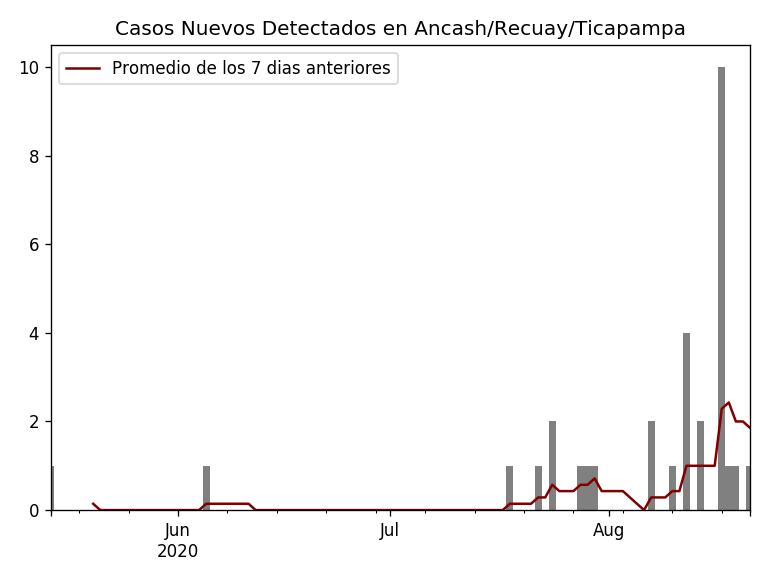 Casos Nuevos Detectados en Ancash/Recuay/Ticapampa
Promedio de los 7 dias anteriores
10
8
6
4
2
0
Jun
2020
Jul
Aug